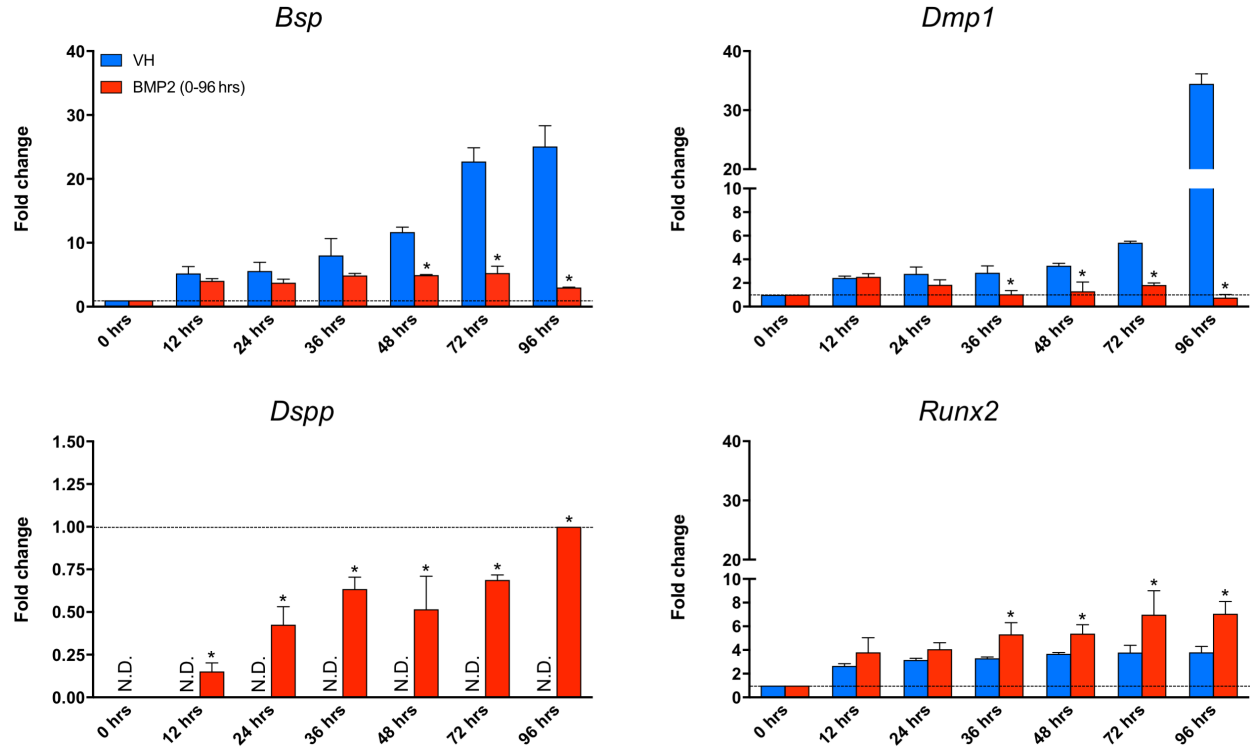 Bsp
Fold change
40
30
20
10
0
VH
BMP2 (0-96 hrs)
*
*
*
0 hrs
12 hrs
24 hrs
36 hrs
48 hrs
72 hrs
96 hrs
Dmp1
Fold change
40
30
20
10
8
6
4
2
0
*
*
*
*
0 hrs
12 hrs
24 hrs
36 hrs
48 hrs
72 hrs
96 hrs
Dspp
Fold change
1.50
1.25
1.00
0.75
0.50
0.25
0.00
N.D.
N.D.
*
N.D.
*
N.D.
*
N.D.
*
N.D.
*
N.D.
*
0 hrs
12 hrs
24 hrs
36 hrs
48 hrs
72 hrs
96 hrs
Runx2
Fold change
40
30
20
10
8
6
4
2
0
*
*
*
*
0 hrs
12 hrs
24 hrs
36 hrs
48 hrs
72 hrs
96 hrs